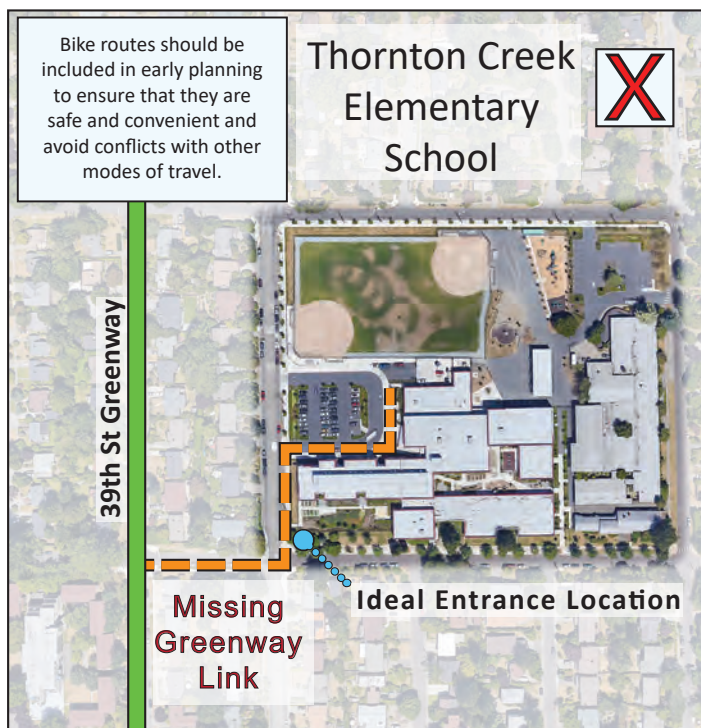 Bike routes should be
included in early planning
to ensure that they are
safe and convenient and
avoid conflicts with other
modes of travel.
Thornton Creek
Elementary
School
X
39th St Greenway
Ideal Entrance Location
Missing
Greenway
Link